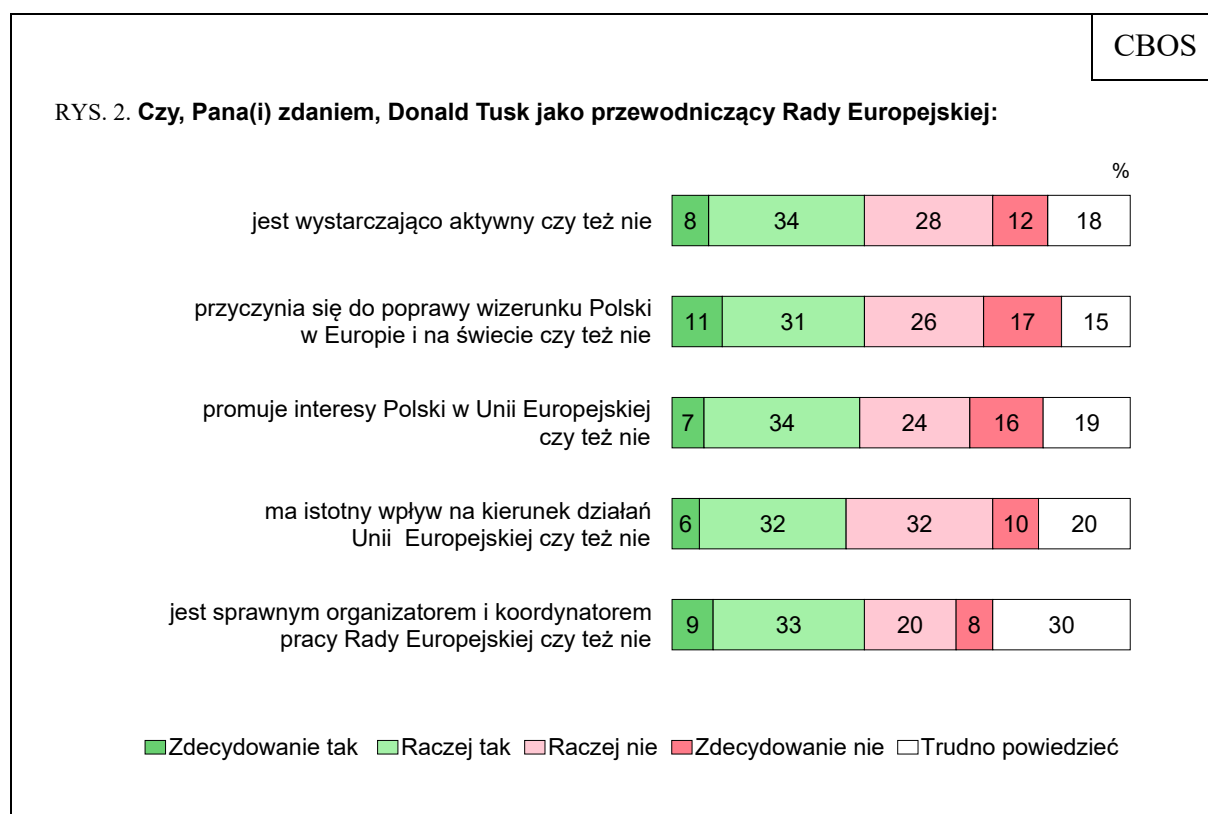 CBOS
RYS. 2. Czy, Pana(i) zdaniem, Donald Tusk jako przewodniczący Rady Europejskiej:
%
jest wystarczająco aktywny czy też nie 8 34 28 12 18
przyczynia się do poprawy wizerunku Polski
w Europie i na świecie czy też nie 11 31 26 17 15
promuje interesy Polski w Unii Europejskiej
czy też nie 7 34 24 16 19
ma istotny wpływ na kierunek działań
Unii Europejskiej czy też nie 6 32 32 10 20
jest sprawnym organizatorem i koordynatorem
pracy Rady Europejskiej czy też nie 9 33 20 8 30
Zdecydowanie tak Raczej tak Raczej nie Zdecydowanie nie Trudno powiedzieć